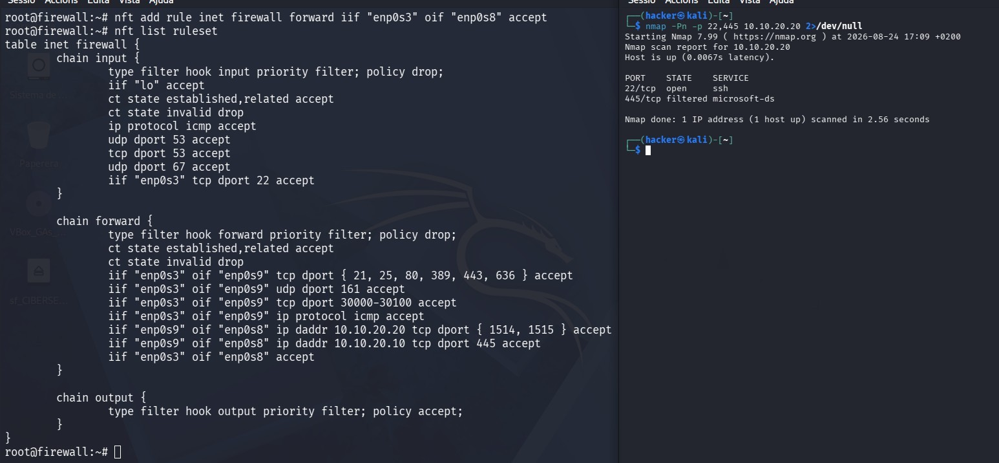 Sessió Accions Edita Vista Ajuda
root@firewall:~# nft add rule inet firewall forward iif "enp0s3" oif "enp0s8" accept
root@firewall:~# nft list ruleset
table inet firewall {
chain input {
type filter hook input priority filter; policy drop;
iif "lo" accept
ct state established,related accept
ct state invalid drop
ip protocol icmp accept
udp dport 53 accept
tcp dport 53 accept
udp dport 67 accept
iif "enp0s3" tcp dport 22 accept
}
chain forward {
type filter hook forward priority filter; policy drop;
ct state established,related accept
ct state invalid drop
iif "enp0s3" oif "enp0s9" tcp dport { 21, 25, 80, 389, 443, 636 } accept
iif "enp0s3" oif "enp0s9" udp dport 161 accept
iif "enp0s3" oif "enp0s9" tcp dport 30000-30100 accept
iif "enp0s3" oif "enp0s9" ip protocol icmp accept
iif "enp0s9" oif "enp0s8" ip daddr 10.10.20.20 tcp dport { 1514, 1515 } accept
iif "enp0s9" oif "enp0s8" ip daddr 10.10.20.10 tcp dport 445 accept
iif "enp0s3" oif "enp0s8" accept
}
chain output {
type filter hook output priority filter; policy accept;
}
}
root@firewall:~#
Sistema de f...
Paperera
VBox_GAs_...
sf_CIBERSE...
Sessió Accions Edita Vista Ajuda
┌──(hacker㉿kali)-[~]
└─$ nmap -Pn -p 22,445 10.10.20.20 2>/dev/null
Starting Nmap 7.99 ( https://nmap.org ) at 2026-08-24 17:09 +0200
Nmap scan report for 10.10.20.20
Host is up (0.0067s latency).
PORT    STATE    SERVICE
22/tcp  open     ssh
445/tcp filtered microsoft-ds
Nmap done: 1 IP address (1 host up) scanned in 2.56 seconds
┌──(hacker㉿kali)-[~]
└─$